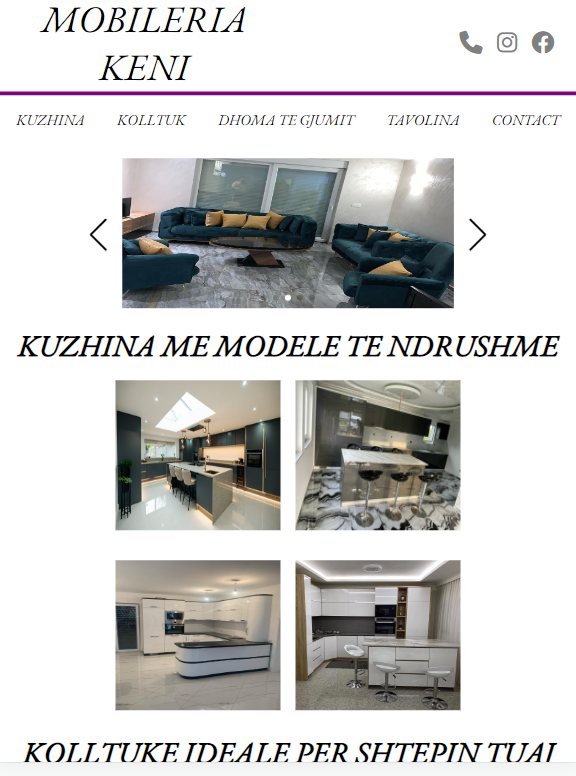 MOBILERIA
KENI
KUZHINA KOLLTUK DHOMA TE GJUMIT TAVOLINA CONTACT
KUZHINA ME MODELE TE NDRUSHME
KOLLTUKE IDEALE PER SHTEPIN TUAJ